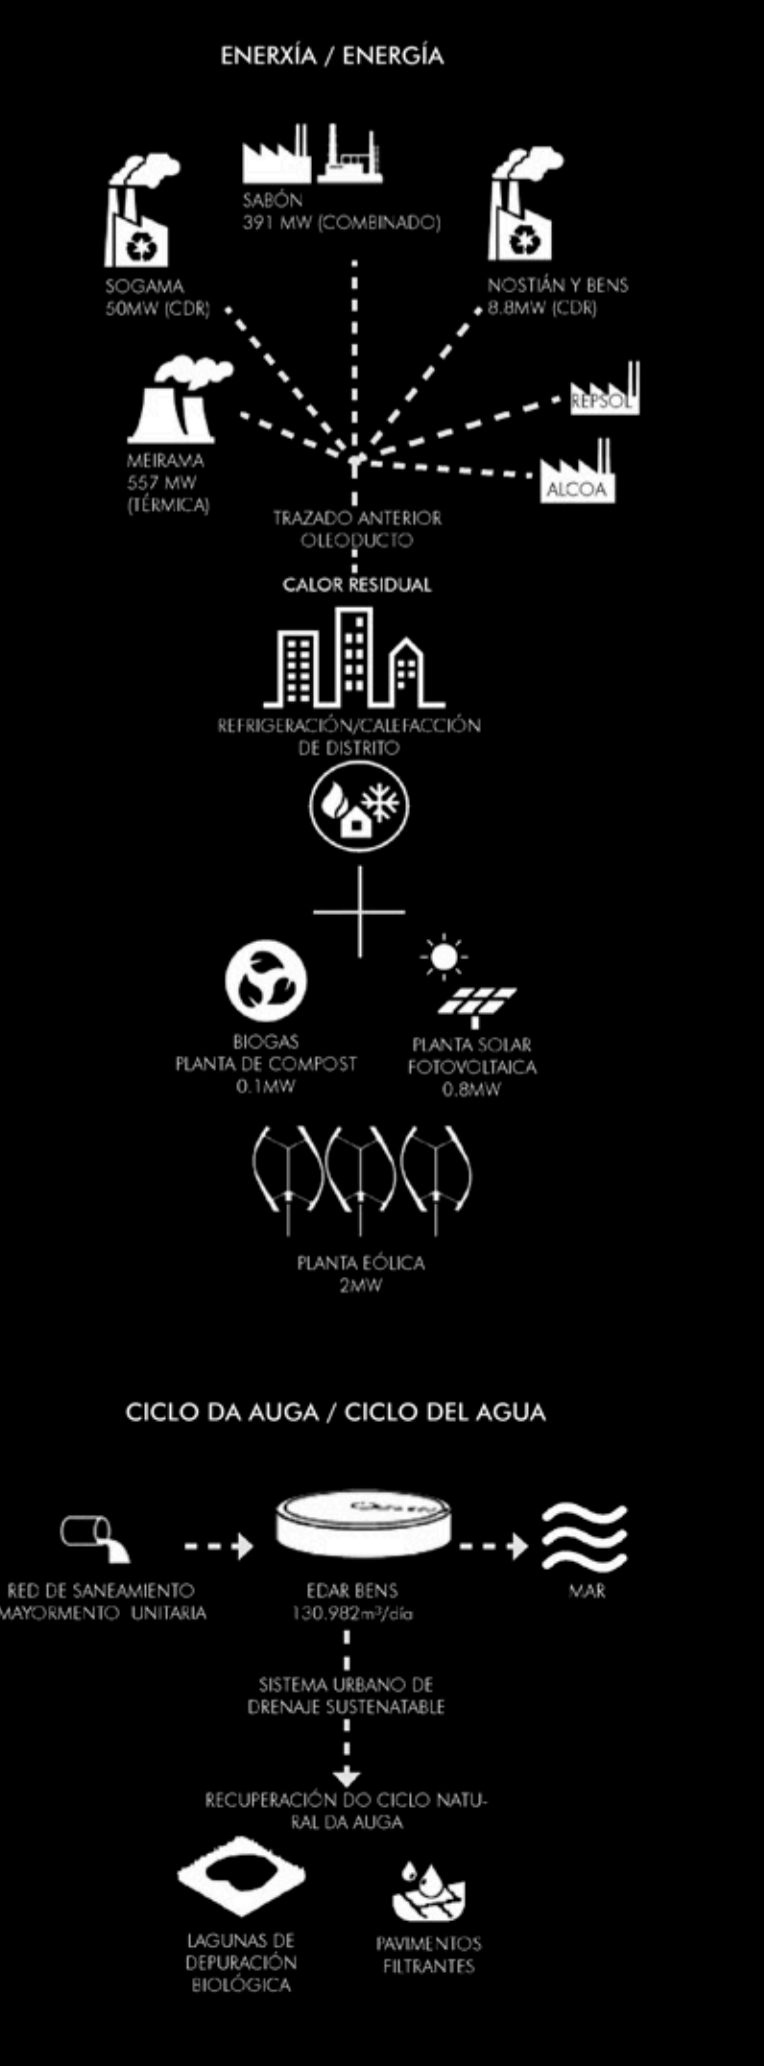 ENERXÍA / ENERGÍA
SABÓN
391 MW (COMBINADO)
SOGAMA
50MW (CDR)
NOSTIÁN Y BENS
8.8MW (CDR)
REPSOL
MEIRAMA
557 MW
(TÉRMICA)
ALCOA
TRAZADO ANTERIOR
OLEODUCTO
CALOR RESIDUAL
REFRIGERACIÓN/CALEFACCIÓN
DE DISTRITO
BIOGAS
PLANTA DE COMPOST
0.1MW
PLANTA SOLAR
FOTOVOLTAICA
0.8MW
PLANTA EÓLICA
2MW
CICLO DA AUGA / CICLO DEL AGUA
RED DE SANEAMIENTO
MAYORMENTO UNITARIA
EDAR BENS
130.982m³/día
MAR
SISTEMA URBANO DE
DRENAJE SUSTENATABLE
RECUPERACIÓN DO CICLO NATU-
RAL DA AUGA
LAGUNAS DE
DEPURACIÓN
BIOLÓGICA
PAVIMENTOS
FILTRANTES